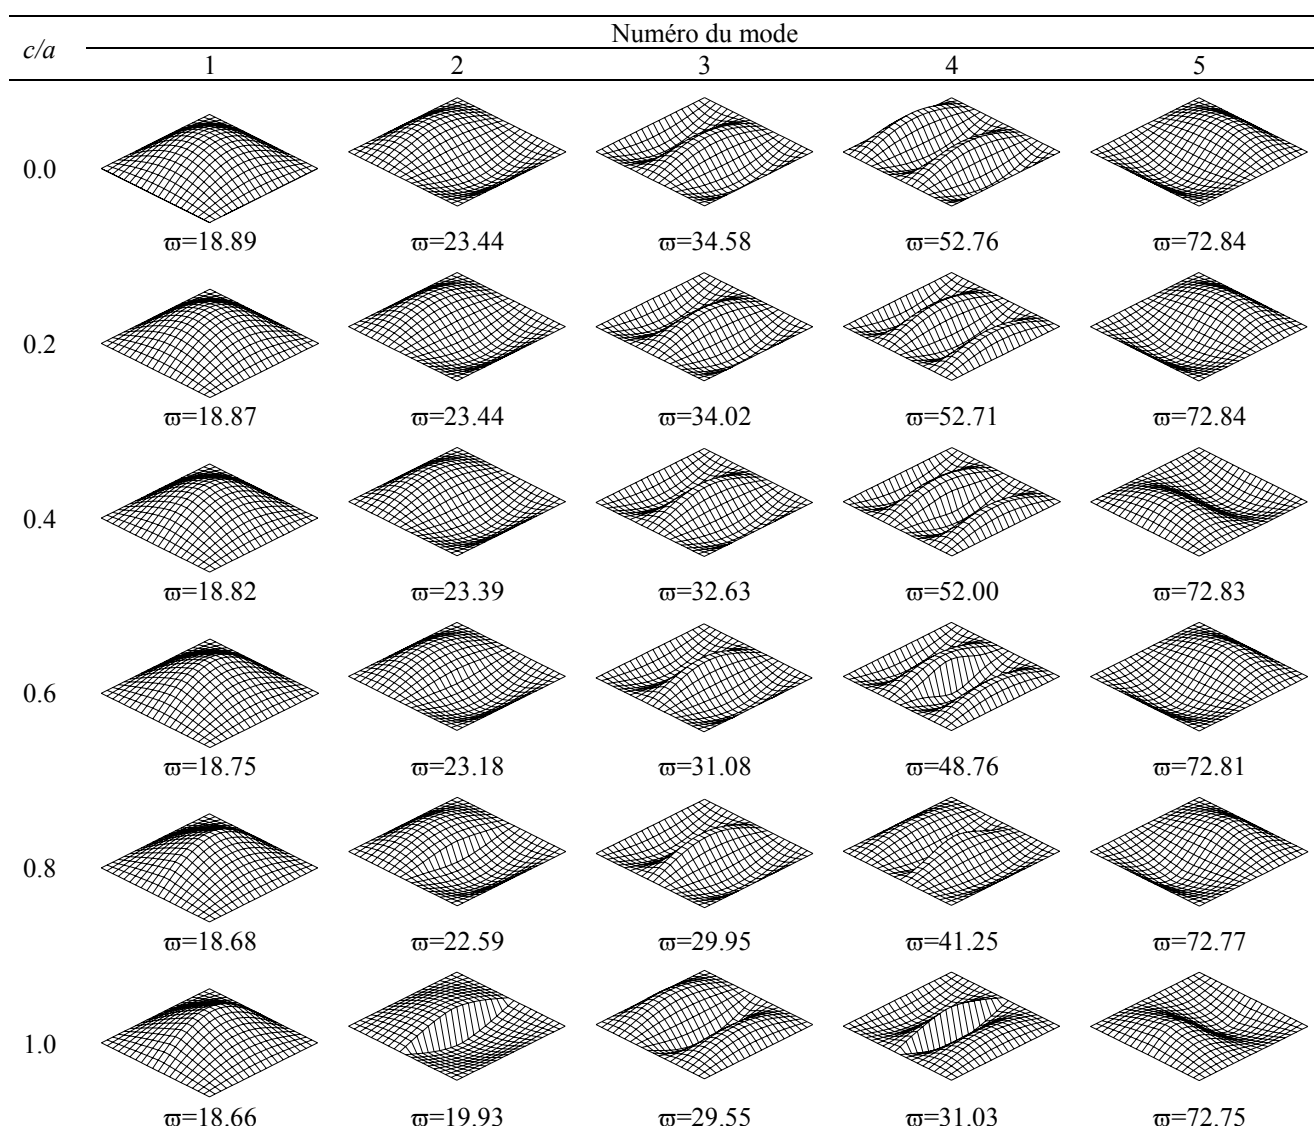 Numéro du mode
c/a
1 2 3 4 5
0.0
ϖ=18.89 ϖ=23.44 ϖ=34.58 ϖ=52.76 ϖ=72.84
0.2
ϖ=18.87 ϖ=23.44 ϖ=34.02 ϖ=52.71 ϖ=72.84
0.4
ϖ=18.82 ϖ=23.39 ϖ=32.63 ϖ=52.00 ϖ=72.83
0.6
ϖ=18.75 ϖ=23.18 ϖ=31.08 ϖ=48.76 ϖ=72.81
0.8
ϖ=18.68 ϖ=22.59 ϖ=29.95 ϖ=41.25 ϖ=72.77
1.0
ϖ=18.66 ϖ=19.93 ϖ=29.55 ϖ=31.03 ϖ=72.75